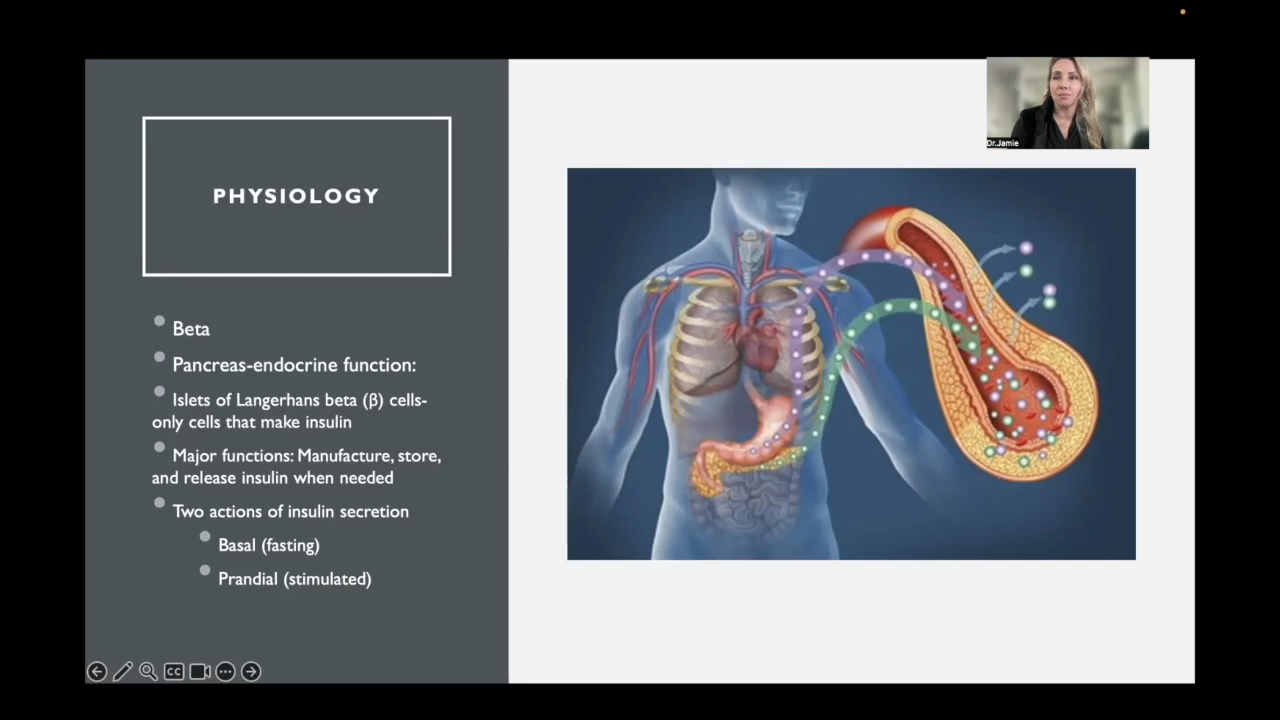 Dr.Jamie
PHYSIOLOGY
Beta
Pancreas-endocrine function:
Islets of Langerhans beta (β) cells-
only cells that make insulin
Major functions: Manufacture, store,
and release insulin when needed
Two actions of insulin secretion
Basal (fasting)
Prandial (stimulated)
CC